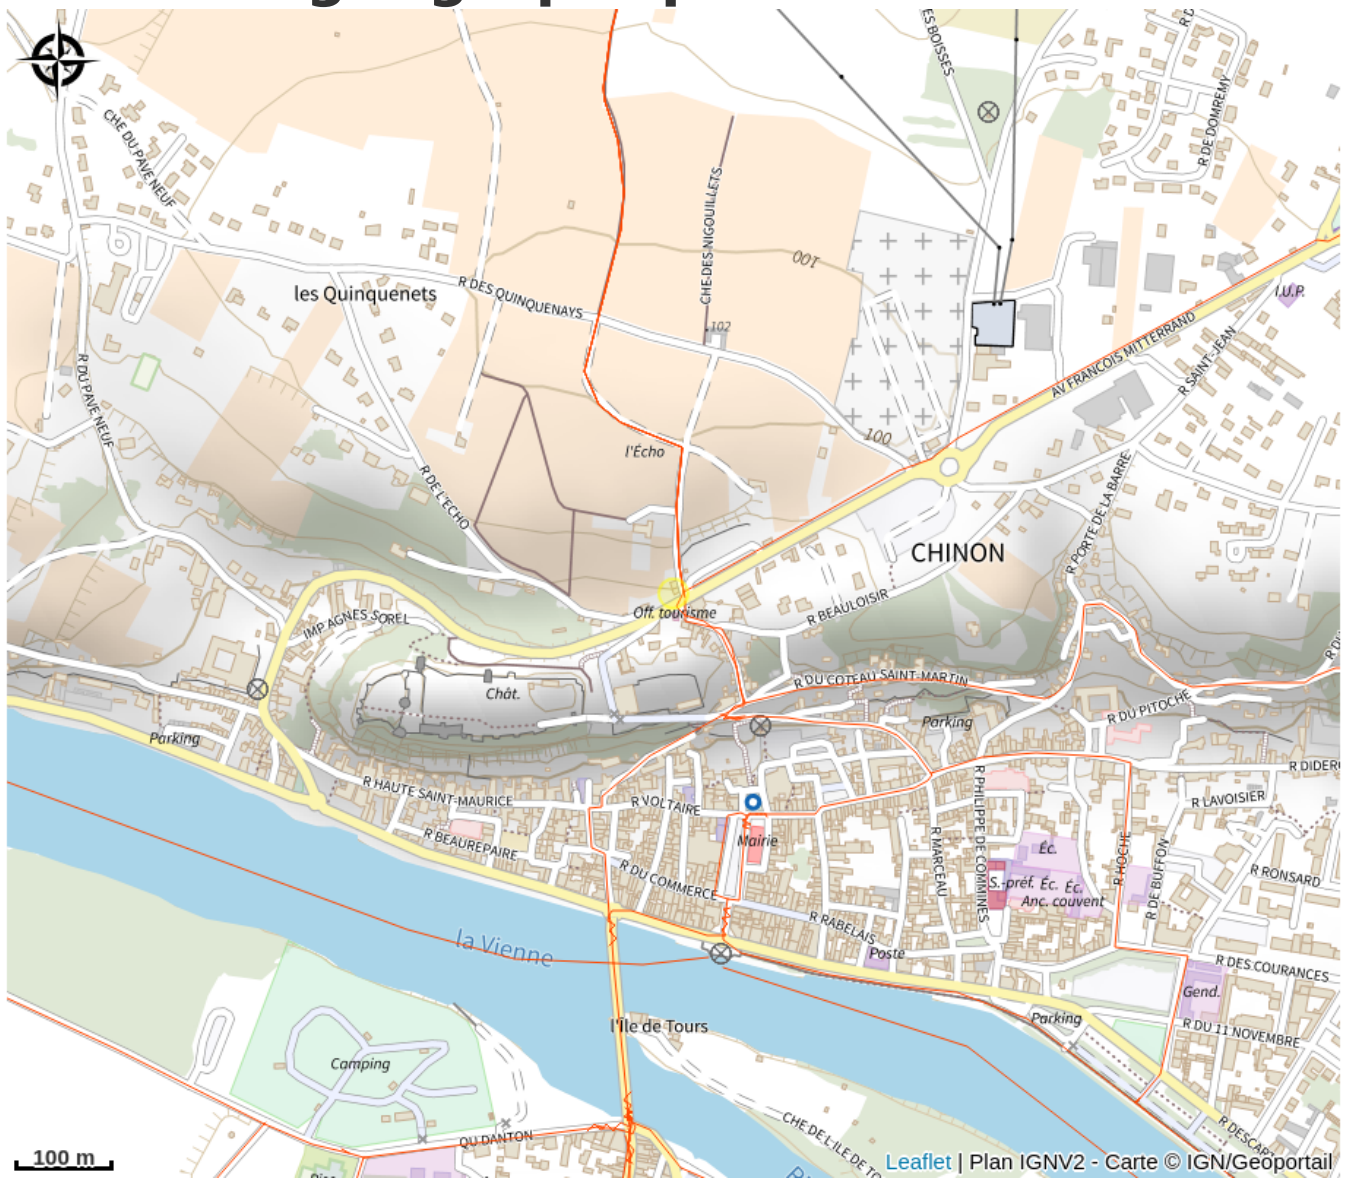 ES BOISSES
R DE DOMREMY
CHE DU PAVE NEUF
CHE-DES-NIGOUILLETS
100
les Quinquenets
R DES QUINQUENAYS
102
I.U.P.
AV FRANCOIS MITTERRAND
R SAINT-JEAN
R DU PAVE NEUF
100
l'Écho
R DE L'ECHO
R PORTE DE LA BARRE
CHINON
Off. tourisme
R BEAULOISIR
IMP AGNES SOREL
R DU COTEAU SAINT-MARTIN
Chât.
R DU PITOCHE
Parking
Parking
R DIDERO
R HAUTE SAINT-MAURICE
R VOLTAIRE
R LAVOISIER
R PHILIPPE DE COMMINES
R BEAUREPAIRE
Mairie
R MARCEAU
Éc.
R HOCHE
R DE BUFFON
R RONSARD
R DU COMMERCE
S.-préf.
Éc.
Éc.
Anc. couvent
R RABELAIS
la Vienne
Poste
R DES COURANCES
Gend.
l'Île de Tours
Parking
R DU 11 NOVEMBRE
Camping
CHE-DE-L'ILE-DE-TO
R DESCAR
QU DANTON
100 m
Leaflet | Plan IGNV2 - Carte © IGN/Geoportail